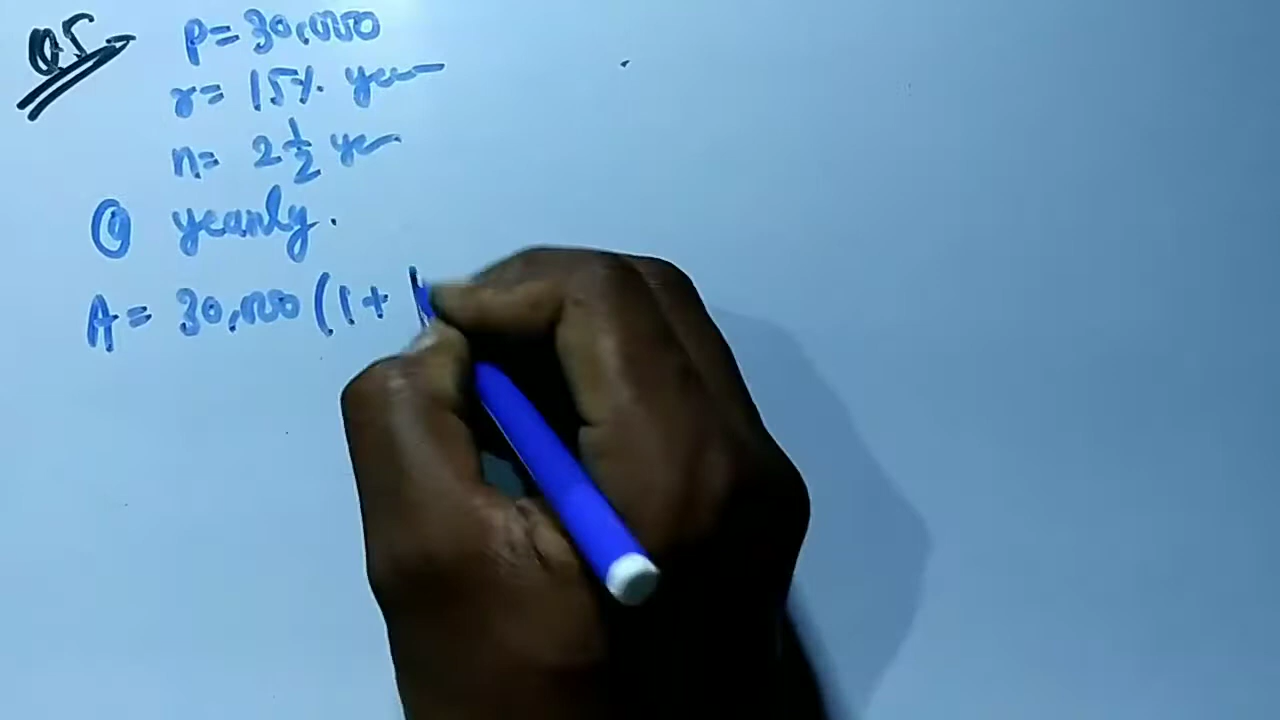 Q5
P = 30,000
r = 15% year
n = 2 1/2 year
@ yearly.
A = 30,000 (1 +